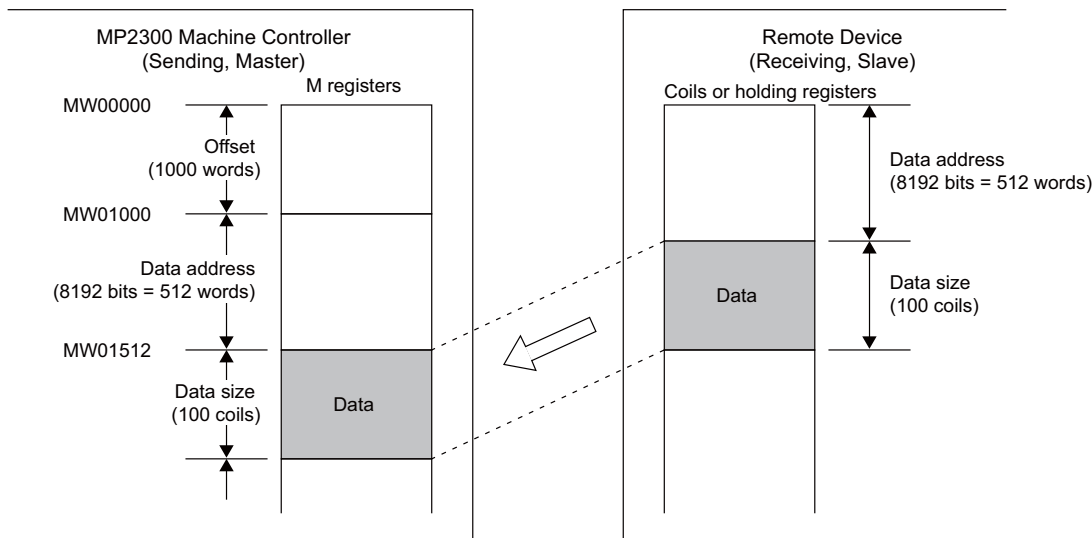 MP2300 Machine Controller
(Sending, Master)
M registers
MW00000
Offset
(1000 words)
MW01000
Data address
(8192 bits = 512 words)
MW01512
Data size
(100 coils)
Data
Remote Device
(Receiving, Slave)
Coils or holding registers
Data address
(8192 bits = 512 words)
Data
Data size
(100 coils)